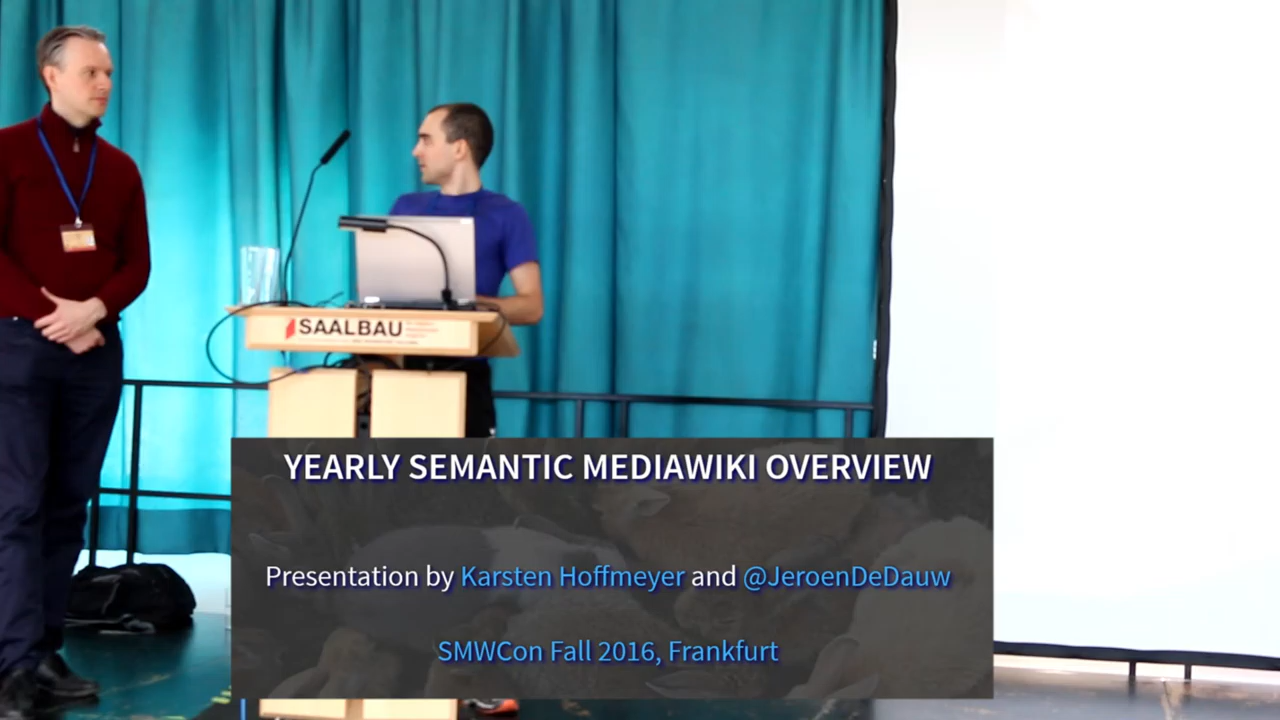 SAALBAU
YEARLY SEMANTIC MEDIAWIKI OVERVIEW
Presentation by Karsten Hoffmeyer and @JeroenDeDauw
SMWCon Fall 2016, Frankfurt